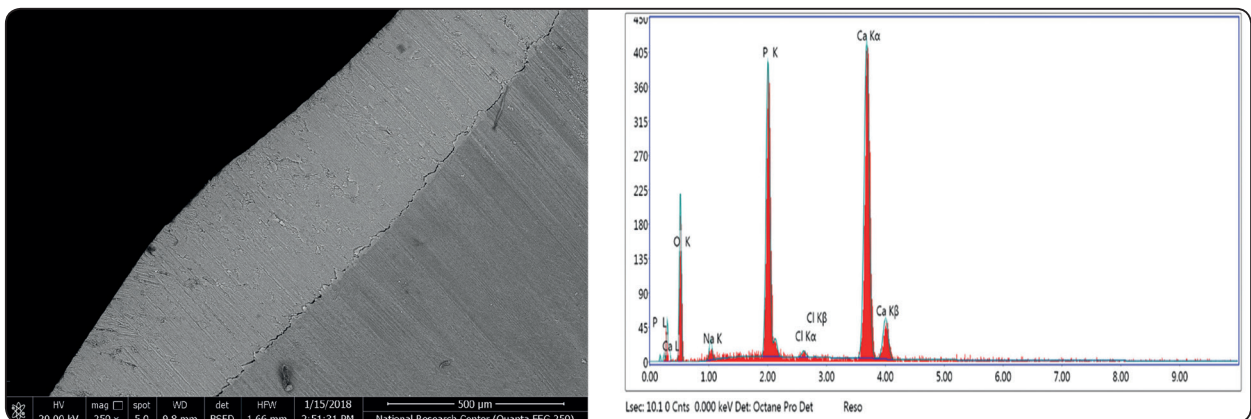 HV mag □ spot WD det HFW 1/15/2018 500 µm
20.00 kV 250 x 5.0 9.8 mm BSED 1.66 mm 2:51:31 PM National Research Center (Quanta FEG 250)
450
405
360
315
270
225
180
135
90
45
0
P K
Ca Kα
O K
P L
Ca L
Na K
Cl Kα
Cl Kβ
Ca Kβ
0.00 1.00 2.00 3.00 4.00 5.00 6.00 7.00 8.00 9.00
Lsec: 10.1 0 Cnts 0.000 keV Det: Octane Pro Det Reso